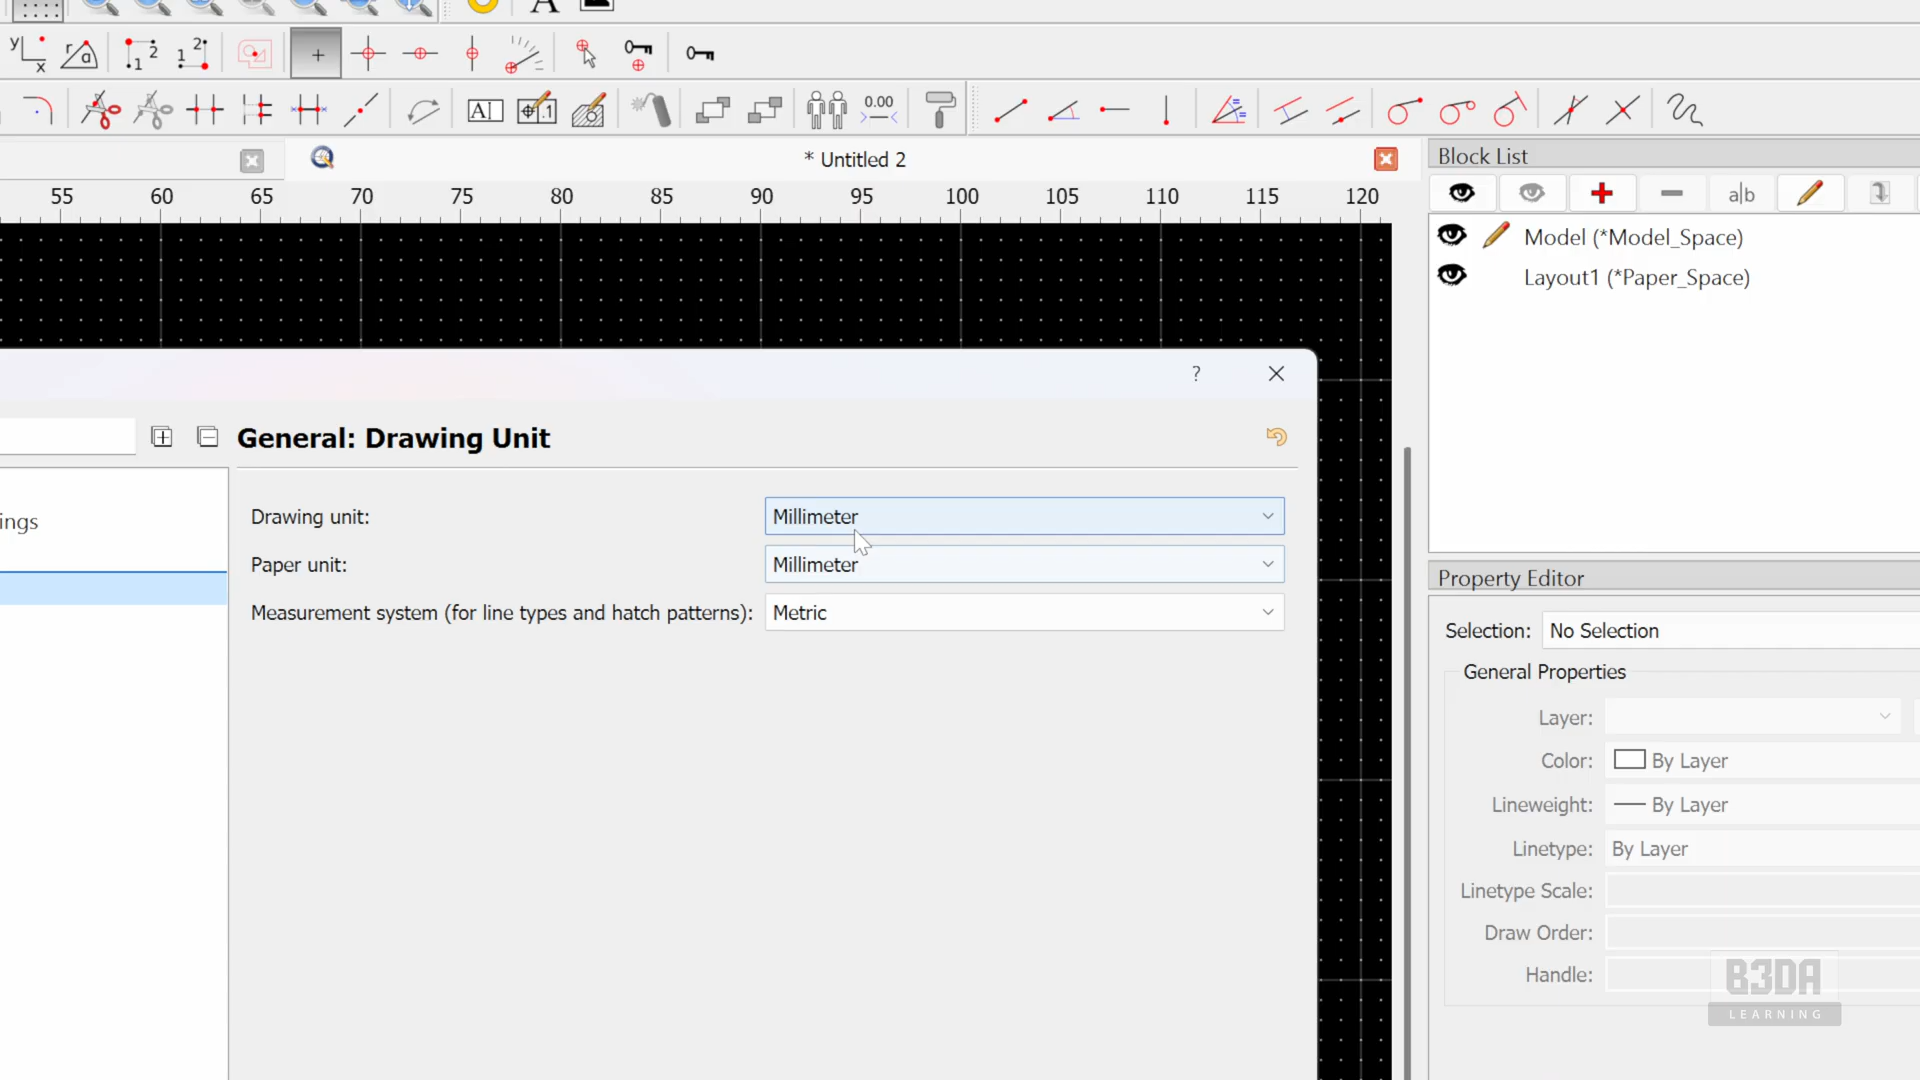 * Untitled 2
55 60 65 70 75 80 85 90 95 100 105 110 115 120
Block List
a|b
Model (*Model_Space)
Layout1 (*Paper_Space)
?
General: Drawing Unit
ings
Drawing unit: Millimeter
Paper unit: Millimeter
Measurement system (for line types and hatch patterns): Metric
Property Editor
Selection: No Selection
General Properties
Layer:
Color: By Layer
Lineweight: By Layer
Linetype: By Layer
Linetype Scale:
Draw Order:
Handle:
B3DA
LEARNING